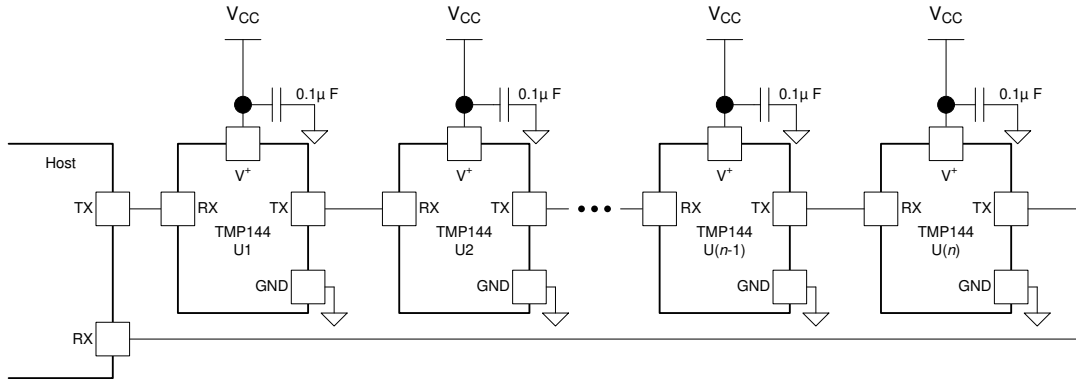 VCC
VCC
VCC
VCC
0.1µ F
0.1µ F
0.1µ F
0.1µ F
Host
V+
V+
V+
V+
TX
RX
TX
RX
TX
RX
TX
RX
TX
TMP144
U1
TMP144
U2
TMP144
U(n-1)
TMP144
U(n)
GND
GND
GND
GND
RX